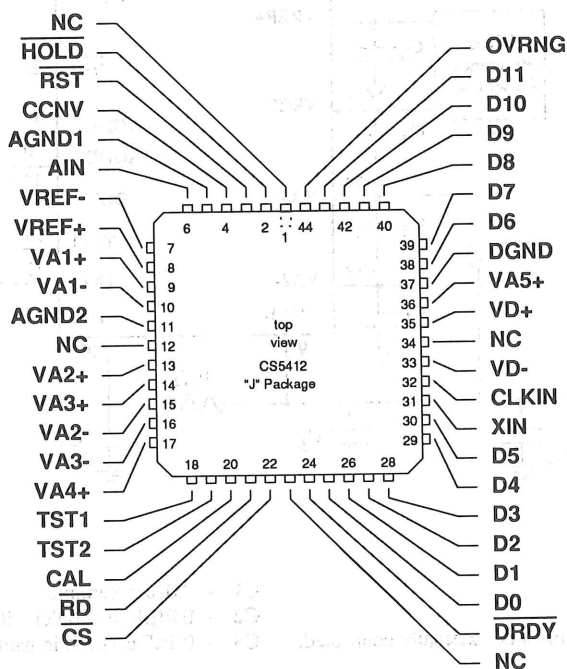 NC
HOLD
RST
CCNV
AGND1
AIN
VREF-
VREF+
VA1+
VA1-
AGND2
NC
VA2+
VA3+
VA2-
VA3-
VA4+
TST1
TST2
CAL
RD
CS
OVRNG
D11
D10
D9
D8
D7
D6
DGND
VA5+
VD+
NC
VD-
CLKIN
XIN
D5
D4
D3
D2
D1
D0
DRDY
NC
6 4 2 1 44 42 40
7
8
9
10
11
12
13
14
15
16
17
39
38
37
36
35
34
33
32
31
30
29
top
view
CS5412
"J" Package
18 20 22 24 26 28